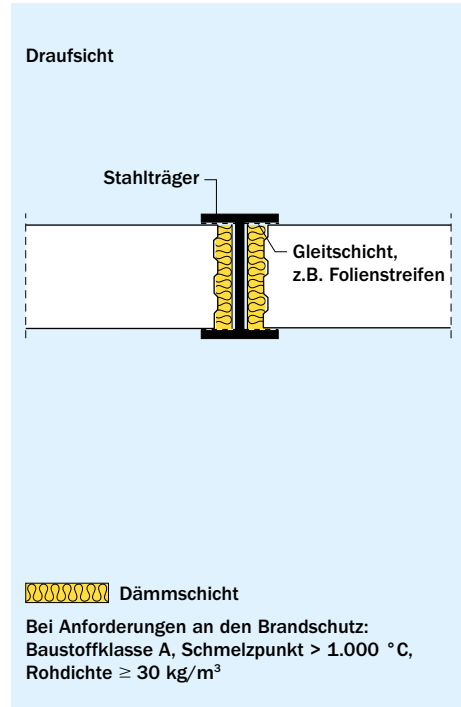 Draufsicht
Stahlträger
Gleitschicht,
z.B. Folienstreifen
Dämmschicht
Bei Anforderungen an den Brandschutz:
Baustoffklasse A, Schmelzpunkt > 1.000 °C,
Rohdichte ≥ 30 kg/m³